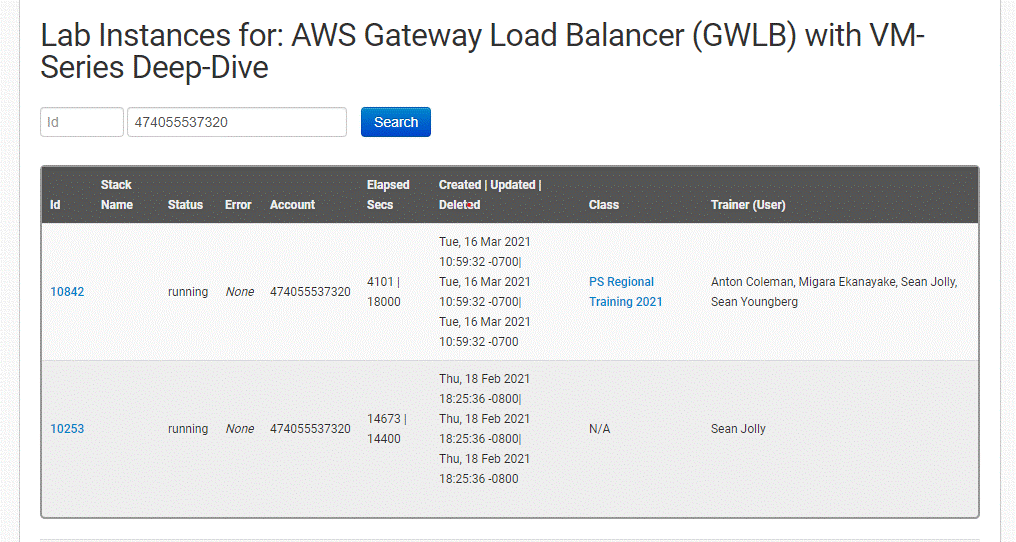 Lab Instances for: AWS Gateway Load Balancer (GWLB) with VM-
Series Deep-Dive
Id 474055537320 Search
Id Stack Name Status Error Account Elapsed Secs Created | Updated | Deleted Class Trainer (User)
10842 running None 474055537320 4101 | 18000
Tue, 16 Mar 2021
10:59:32 -0700|
Tue, 16 Mar 2021
10:59:32 -0700|
Tue, 16 Mar 2021
10:59:32 -0700
PS Regional
Training 2021
Anton Coleman, Migara Ekanayake, Sean Jolly,
Sean Youngberg
10253 running None 474055537320 14673 | 14400
Thu, 18 Feb 2021
18:25:36 -0800|
Thu, 18 Feb 2021
18:25:36 -0800|
Thu, 18 Feb 2021
18:25:36 -0800
N/A
Sean Jolly